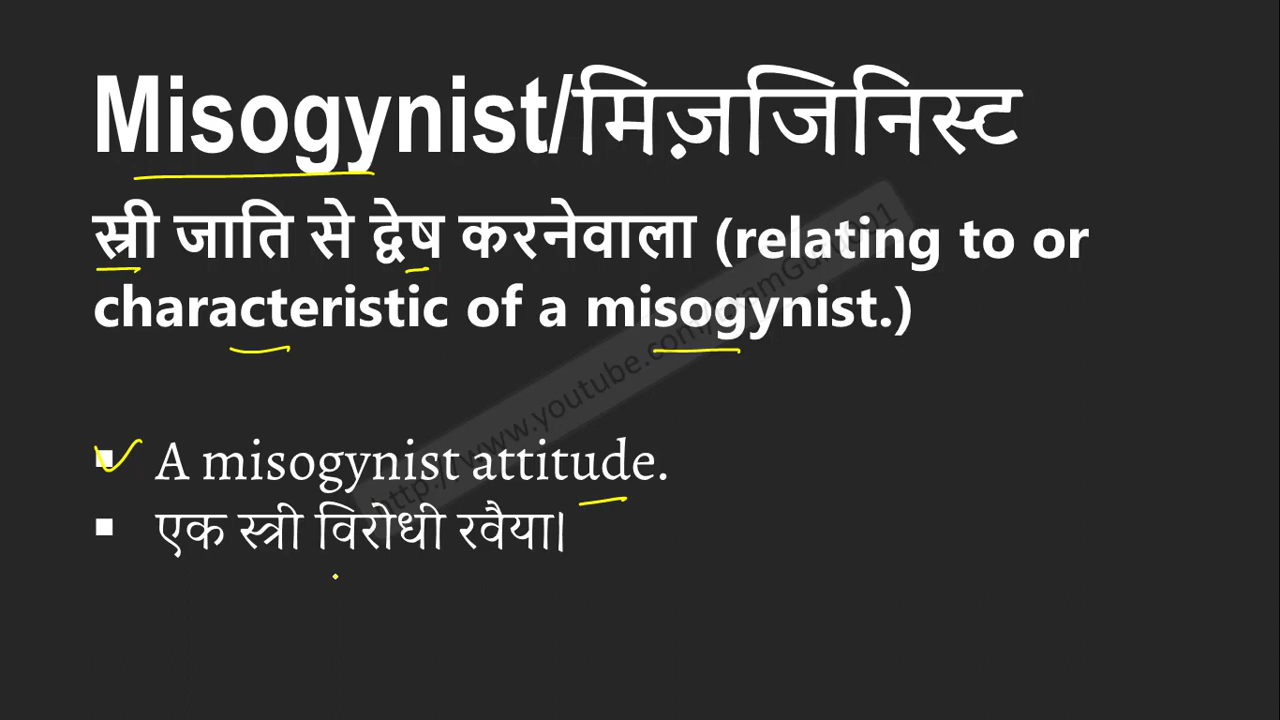 Misogynist/मिज़जिनिस्ट
स्री जाति से द्वेष करनेवाला (relating to or
characteristic of a misogynist.)
A misogynist attitude.
एक स्त्री विरोधी रवैया।